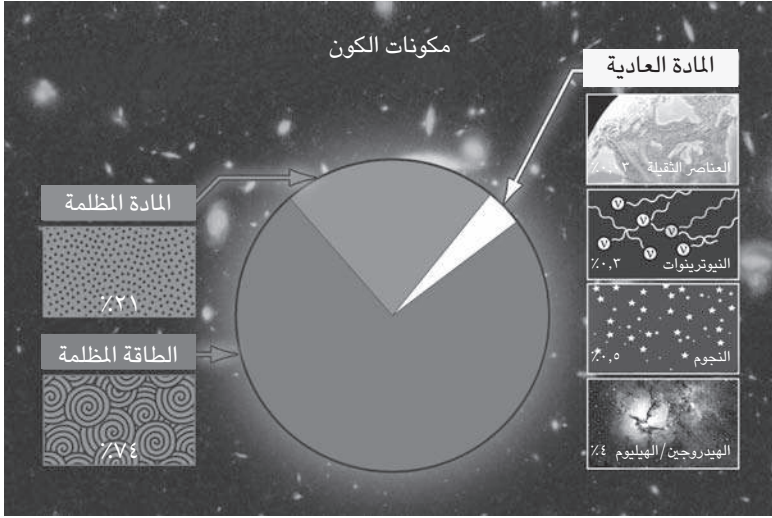 مكونات الكون
المادة العادية
العناصر الثقيلة ٠,٠٣٪
النيوترينوات ٠,٣٪
النجوم ٠,٥٪
الهيدروجين/الهيليوم ٤٪
المادة المظلمة
٢١٪
الطاقة المظلمة
٧٤٪